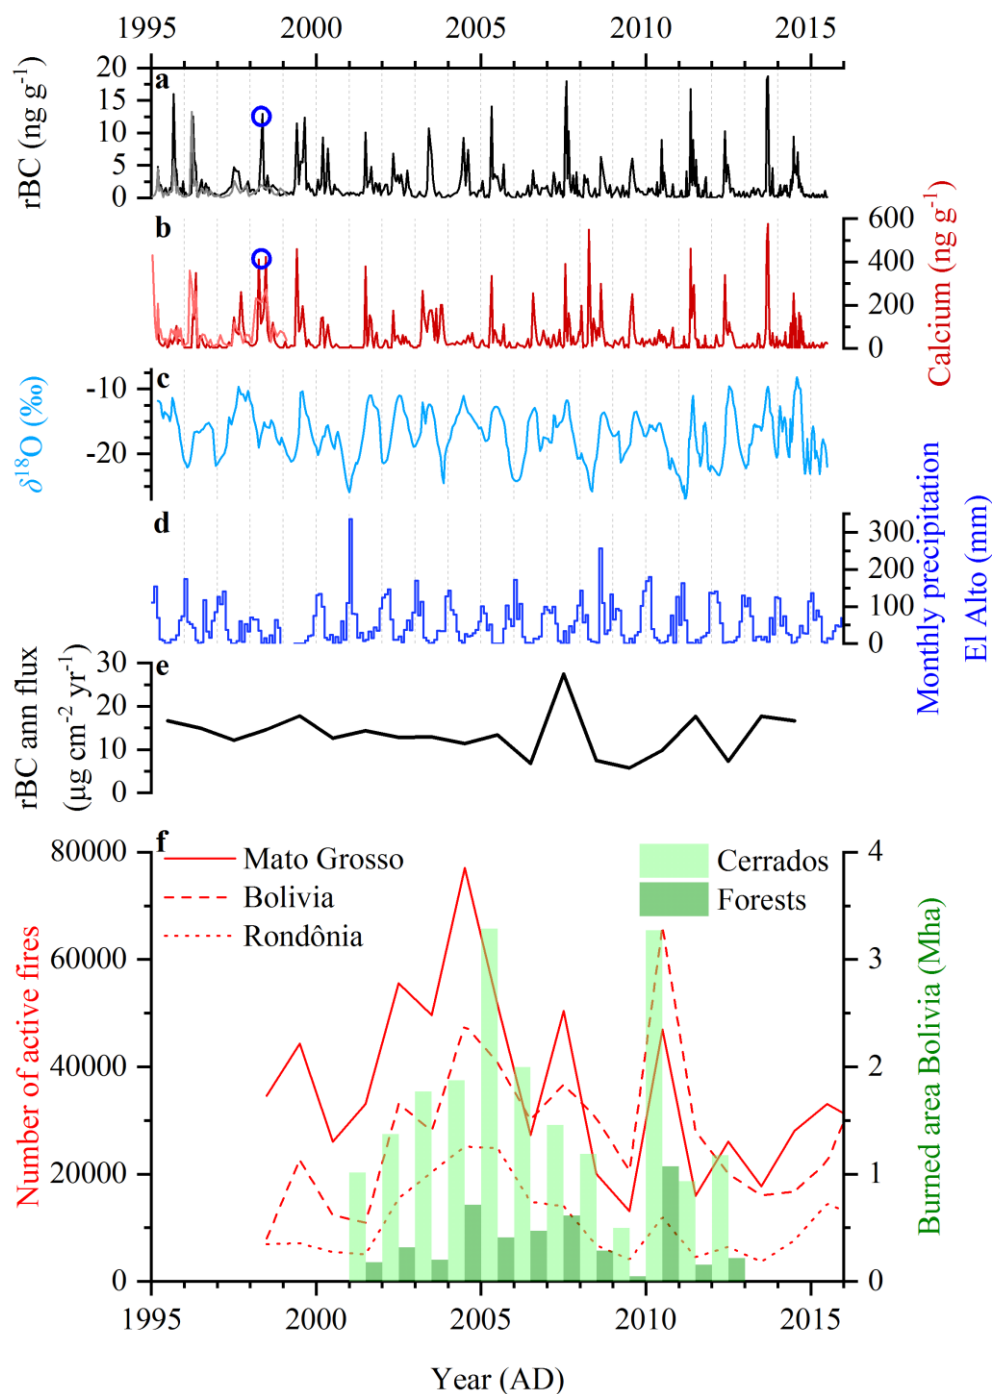 1995 2000 2005 2010 2015
a
rBC (ng g⁻¹)
20
15
10
5
0
b
Calcium (ng g⁻¹)
600
400
200
0
c
δ¹⁸O (‰)
-10
-20
d
Monthly precipitation
El Alto (mm)
300
200
100
0
e
rBC ann flux
(μg cm⁻² yr⁻¹)
30
20
10
0
f
Number of active fires
80000
60000
40000
20000
0
Mato Grosso
Bolivia
Rondônia
Cerrados
Forests
4
3
2
1
0
Burned area Bolivia (Mha)
1995 2000 2005 2010 2015
Year (AD)